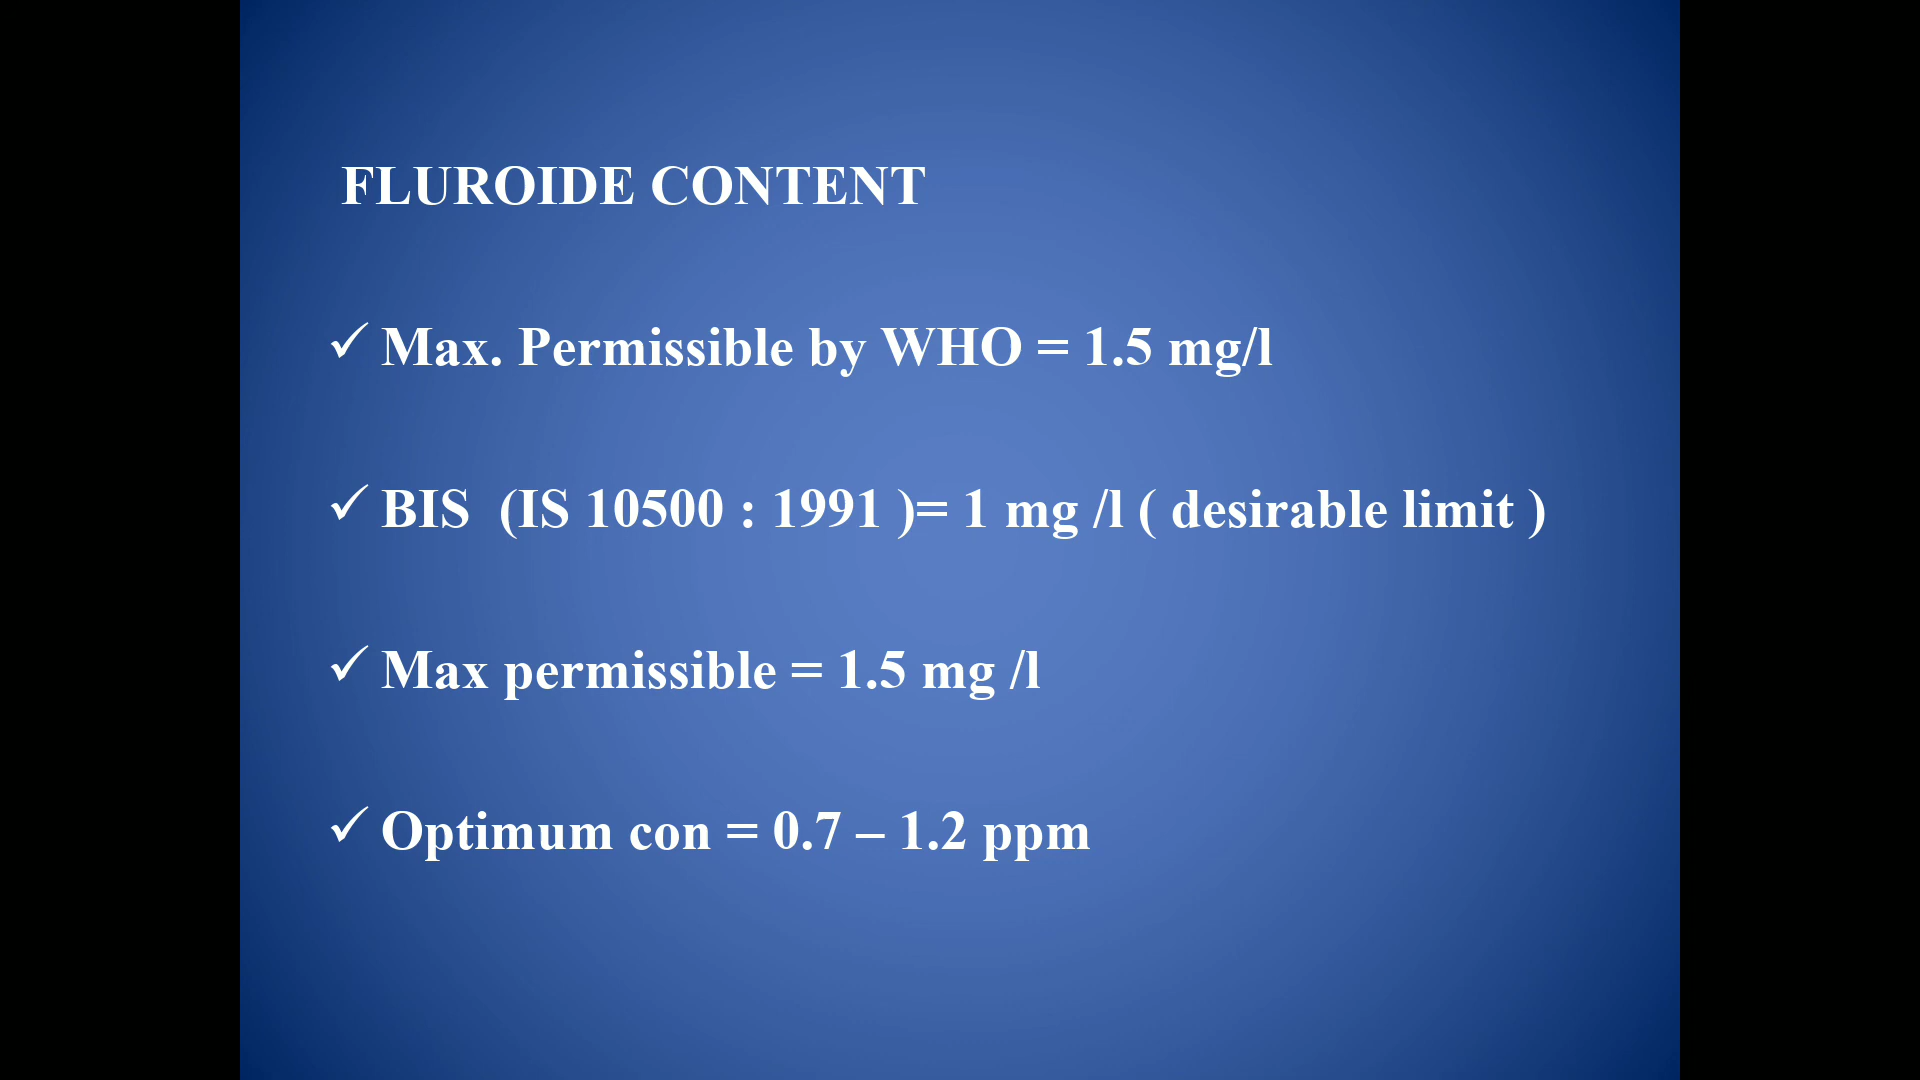 FLUROIDE CONTENT
✓ Max. Permissible by WHO = 1.5 mg/l
✓ BIS  (IS 10500 : 1991 )= 1 mg /l ( desirable limit )
✓ Max permissible = 1.5 mg /l
✓ Optimum con = 0.7 – 1.2 ppm